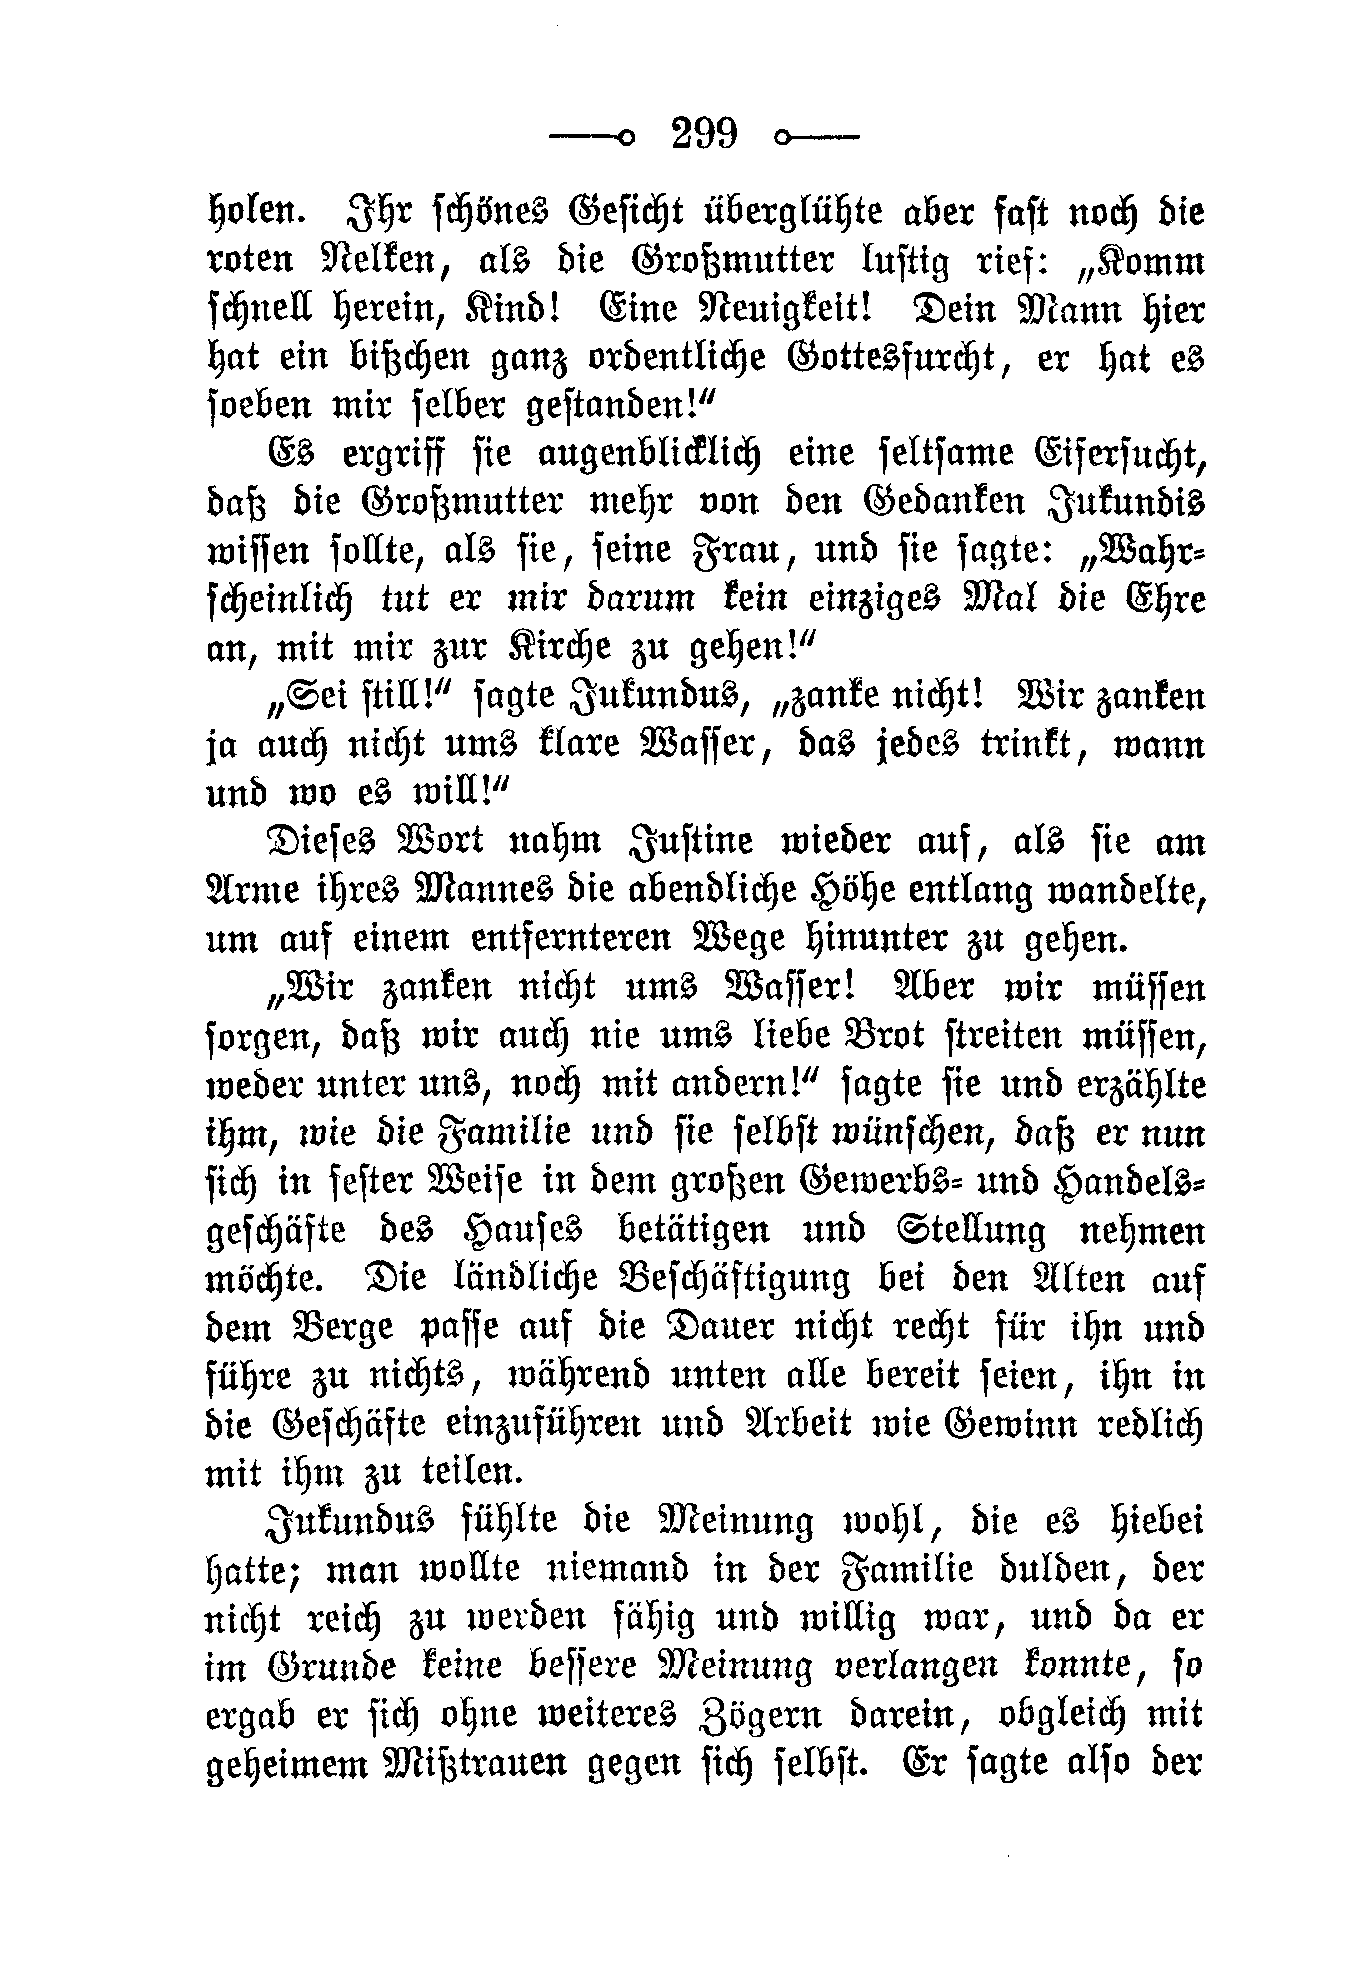 299
holen. Ihr schönes Gesicht überglühte aber fast noch die
roten Nelken, als die Großmutter lustig rief: „Komm
schnell herein, Kind! Eine Neuigkeit! Dein Mann hier
hat ein bißchen ganz ordentliche Gottesfurcht, er hat es
soeben mir selber gestanden!“
Es ergriff sie augenblicklich eine seltsame Eifersucht,
daß die Großmutter mehr von den Gedanken Jukundis
wissen sollte, als sie, seine Frau, und sie sagte: „Wahr-
scheinlich tut er mir darum kein einziges Mal die Ehre
an, mit mir zur Kirche zu gehen!“
„Sei still!“ sagte Jukundus, „zanke nicht! Wir zanken
ja auch nicht ums klare Wasser, das jedes trinkt, wann
und wo es will!“
Dieses Wort nahm Justine wieder auf, als sie am
Arme ihres Mannes die abendliche Höhe entlang wandelte,
um auf einem entfernteren Wege hinunter zu gehen.
„Wir zanken nicht ums Wasser! Aber wir müssen
sorgen, daß wir auch nie ums liebe Brot streiten müssen,
weder unter uns, noch mit andern!“ sagte sie und erzählte
ihm, wie die Familie und sie selbst wünschen, daß er nun
sich in fester Weise in dem großen Gewerbs- und Handels-
geschäfte des Hauses betätigen und Stellung nehmen
möchte. Die ländliche Beschäftigung bei den Alten auf
dem Berge passe auf die Dauer nicht recht für ihn und
führe zu nichts, während unten alle bereit seien, ihn in
die Geschäfte einzuführen und Arbeit wie Gewinn redlich
mit ihm zu teilen.
Jukundus fühlte die Meinung wohl, die es hiebei
hatte; man wollte niemand in der Familie dulden, der
nicht reich zu werden fähig und willig war, und da er
im Grunde keine bessere Meinung verlangen konnte, so
ergab er sich ohne weiteres Zögern darein, obgleich mit
geheimem Mißtrauen gegen sich selbst. Er sagte also der